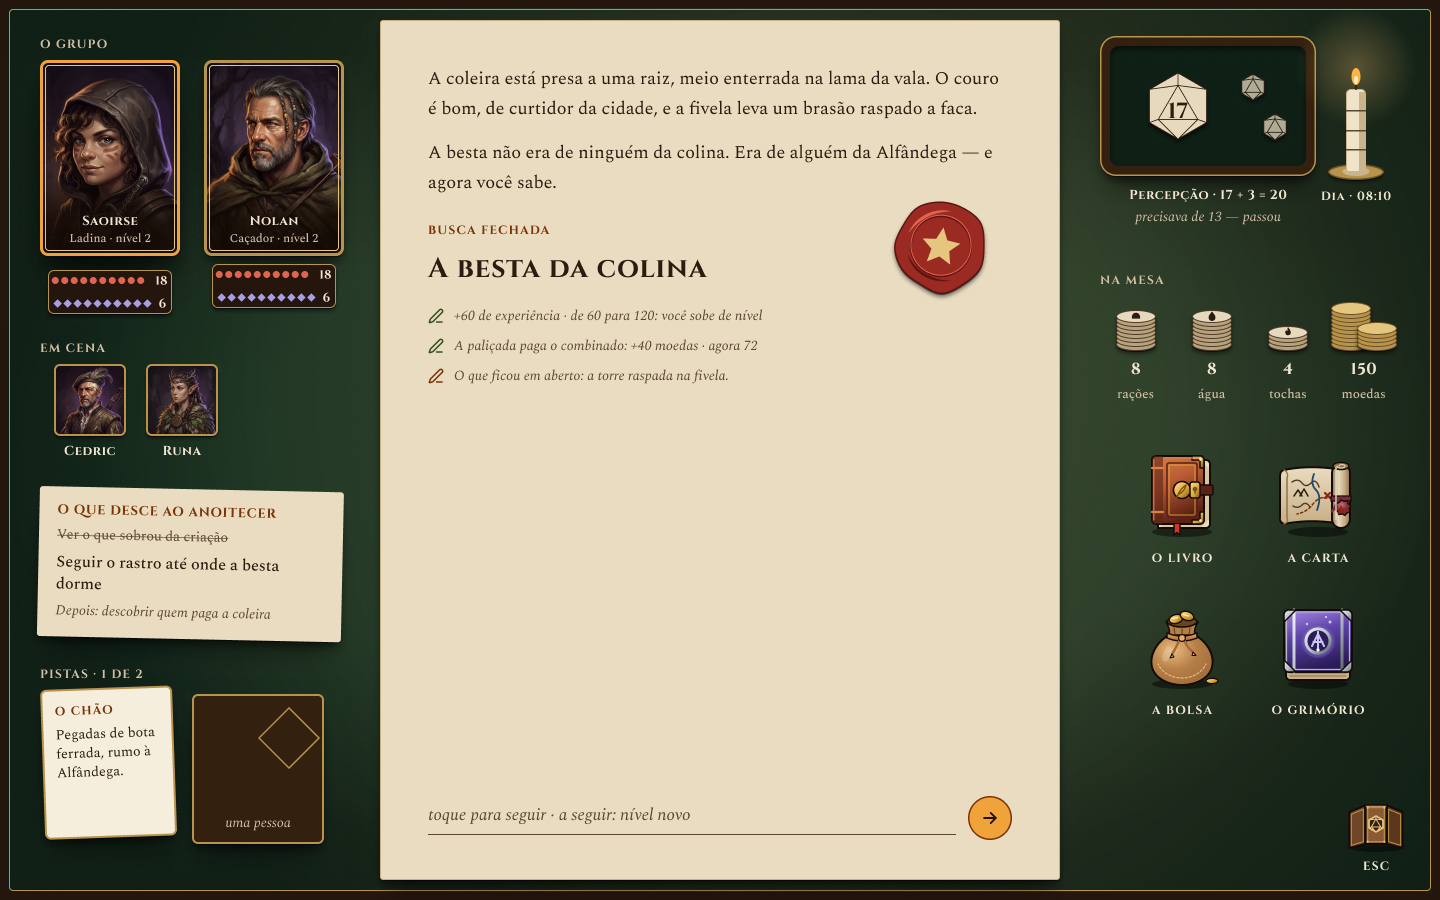 O GRUPO
SAOIRSE
Ladina · nível 2
NOLAN
Caçador · nível 2
18
6
18
6
EM CENA
CEDRIC
RUNA
O QUE DESCE AO ANOITECER
Ver o que sobrou da criação
Seguir o rastro até onde a besta
dorme
Depois: descobrir quem paga a coleira
PISTAS · 1 DE 2
O CHÃO
Pegadas de bota
ferrada, rumo à
Alfândega.
uma pessoa
A coleira está presa a uma raiz, meio enterrada na lama da vala. O couro
é bom, de curtidor da cidade, e a fivela leva um brasão raspado a faca.
A besta não era de ninguém da colina. Era de alguém da Alfândega — e
agora você sabe.
BUSCA FECHADA
A BESTA DA COLINA
+60 de experiência · de 60 para 120: você sobe de nível
A paliçada paga o combinado: +40 moedas · agora 72
O que ficou em aberto: a torre raspada na fivela.
toque para seguir · a seguir: nível novo
17
PERCEPÇÃO · 17 + 3 = 20
precisava de 13 — passou
DIA · 08:10
NA MESA
8
rações
8
água
4
tochas
150
moedas
O LIVRO
A CARTA
A BOLSA
O GRIMÓRIO
ESC